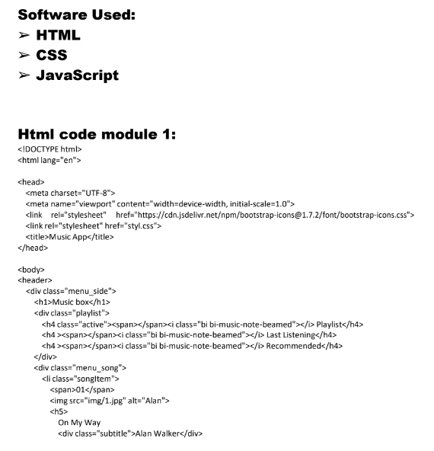 Software Used:
➢ HTML
➢ CSS
➢ JavaScript
Html code module 1:
<!DOCTYPE html>
<html lang="en">
<head>
<meta charset="UTF-8">
<meta name="viewport" content="width=device-width, initial-scale=1.0">
<link rel="stylesheet" href="https://cdn.jsdelivr.net/npm/bootstrap-icons@1.7.2/font/bootstrap-icons.css">
<link rel="stylesheet" href="styl.css">
<title>Music App</title>
</head>
<body>
<header>
<div class="menu_side">
<h1>Music box</h1>
<div class="playlist">
<h4 class="active"><span></span><i class="bi bi-music-note-beamed"></i> Playlist</h4>
<h4 ><span></span><i class="bi bi-music-note-beamed"></i> Last Listening</h4>
<h4 ><span></span><i class="bi bi-music-note-beamed"></i> Recommended</h4>
</div>
<div class="menu_song">
<li class="songItem">
<span>01</span>
<img src="img/1.jpg" alt="Alan">
<h5>
On My Way
<div class="subtitle">Alan Walker</div>